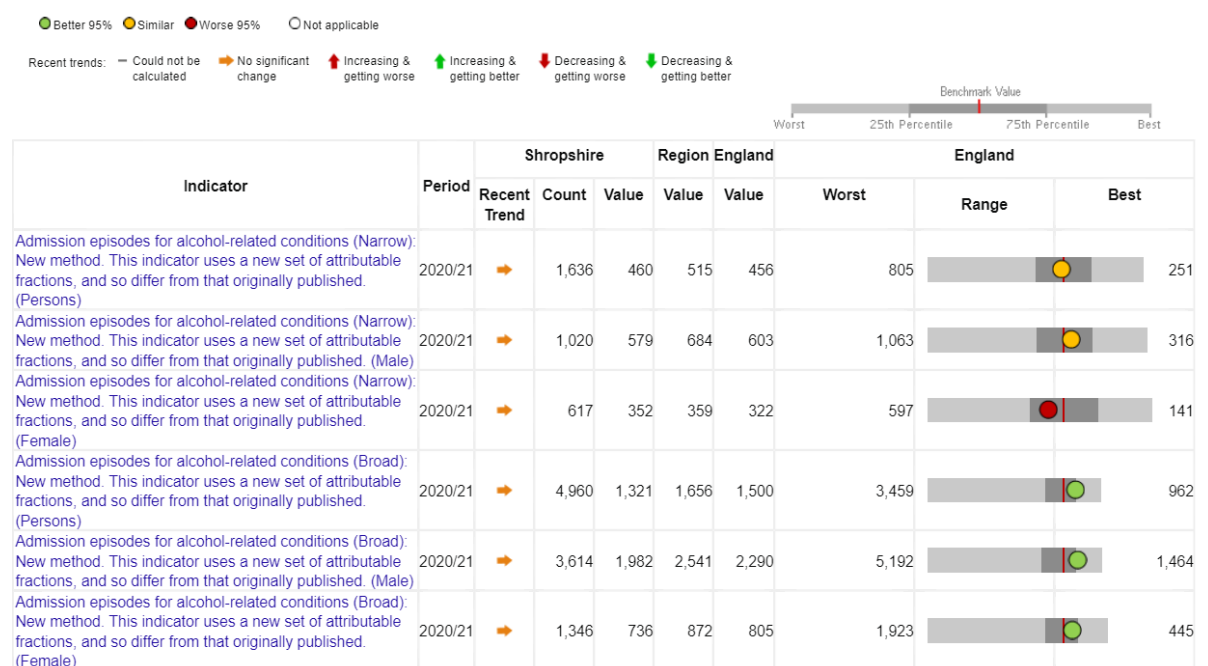 Better 95% Similar Worse 95% Not applicable
Recent trends: – Could not be calculated No significant change Increasing & getting worse Increasing & getting better Decreasing & getting worse Decreasing & getting better
Benchmark Value
Worst 25th Percentile 75th Percentile Best
Shropshire Region England England
Indicator Period Recent Trend Count Value Value Value Worst Range Best
Admission episodes for alcohol-related conditions (Narrow):
New method. This indicator uses a new set of attributable
fractions, and so differ from that originally published.
(Persons)
2020/21 1,636 460 515 456 805 251
Admission episodes for alcohol-related conditions (Narrow):
New method. This indicator uses a new set of attributable
fractions, and so differ from that originally published. (Male)
2020/21 1,020 579 684 603 1,063 316
Admission episodes for alcohol-related conditions (Narrow):
New method. This indicator uses a new set of attributable
fractions, and so differ from that originally published.
(Female)
2020/21 617 352 359 322 597 141
Admission episodes for alcohol-related conditions (Broad):
New method. This indicator uses a new set of attributable
fractions, and so differ from that originally published.
(Persons)
2020/21 4,960 1,321 1,656 1,500 3,459 962
Admission episodes for alcohol-related conditions (Broad):
New method. This indicator uses a new set of attributable
fractions, and so differ from that originally published. (Male)
2020/21 3,614 1,982 2,541 2,290 5,192 1,464
Admission episodes for alcohol-related conditions (Broad):
New method. This indicator uses a new set of attributable
fractions, and so differ from that originally published.
(Female)
2020/21 1,346 736 872 805 1,923 445